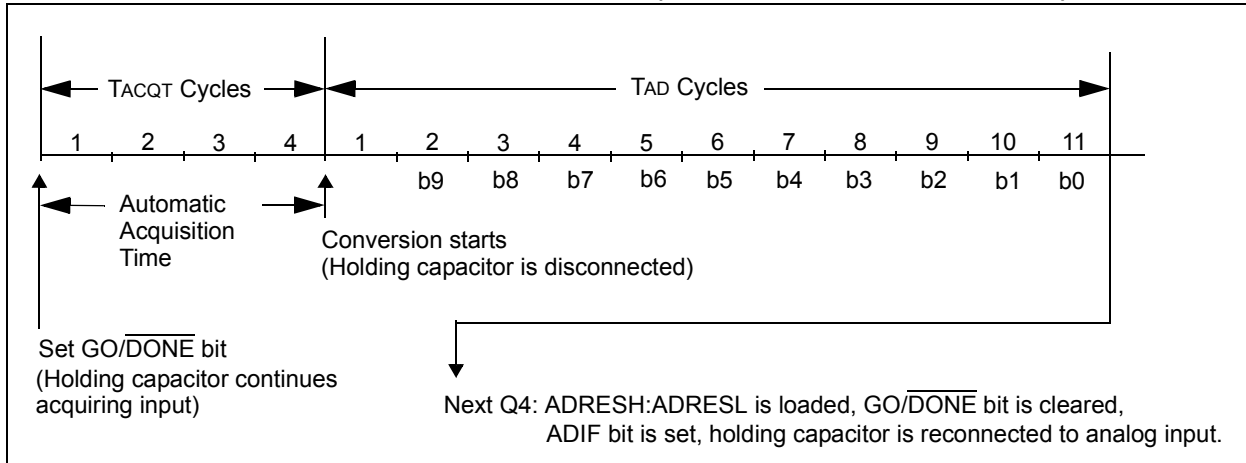 TACQT Cycles
TAD Cycles
1 2 3 4 1 2 3 4 5 6 7 8 9 10 11
b9 b8 b7 b6 b5 b4 b3 b2 b1 b0
Automatic
Acquisition
Time
Conversion starts
(Holding capacitor is disconnected)
Set GO/DONE bit
(Holding capacitor continues
acquiring input)
Next Q4: ADRESH:ADRESL is loaded, GO/DONE bit is cleared,
ADIF bit is set, holding capacitor is reconnected to analog input.